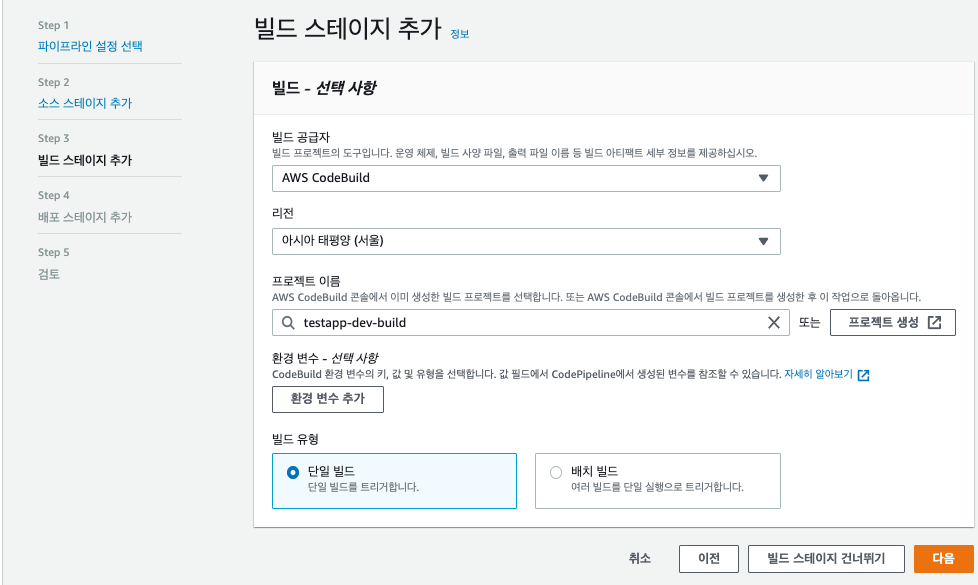 Step 1
파이프라인 설정 선택
Step 2
소스 스테이지 추가
Step 3
빌드 스테이지 추가
Step 4
배포 스테이지 추가
Step 5
검토
빌드 스테이지 추가 정보
빌드 - 선택 사항
빌드 공급자
빌드 프로젝트의 도구입니다. 운영 체제, 빌드 사양 파일, 출력 파일 이름 등 빌드 아티팩트 세부 정보를 제공하십시오.
AWS CodeBuild
리전
아시아 태평양 (서울)
프로젝트 이름
AWS CodeBuild 콘솔에서 이미 생성한 빌드 프로젝트를 선택합니다. 또는 AWS CodeBuild 콘솔에서 빌드 프로젝트를 생성한 후 이 작업으로 돌아옵니다.
testapp-dev-build 또는 프로젝트 생성
환경 변수 - 선택 사항
CodeBuild 환경 변수의 키, 값 및 유형을 선택합니다. 값 필드에서 CodePipeline에서 생성된 변수를 참조할 수 있습니다. 자세히 알아보기
환경 변수 추가
빌드 유형
단일 빌드
단일 빌드를 트리거합니다.
배치 빌드
여러 빌드를 단일 실행으로 트리거합니다.
취소 이전 빌드 스테이지 건너뛰기 다음